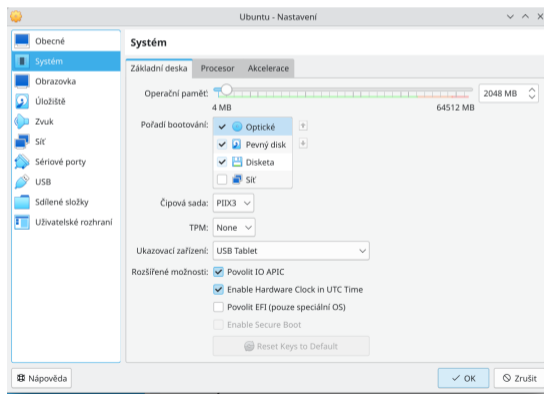 Ubuntu - Nastavení
Obecné
Systém
Obrazovka
Úložiště
Zvuk
Síť
Sériové porty
USB
Sdílené složky
Uživatelské rozhraní
Systém
Základní deska Procesor Akcelerace
Operační paměť: 2048 MB
4 MB 64512 MB
Pořadí bootování: Optické
Pevný disk
Disketa
Síť
Čipová sada: PIIX3
TPM: None
Ukazovací zařízení: USB Tablet
Rozšířené možnosti: Povolit IO APIC
Enable Hardware Clock in UTC Time
Povolit EFI (pouze speciální OS)
Enable Secure Boot
Reset Keys to Default
Nápověda OK Zrušit